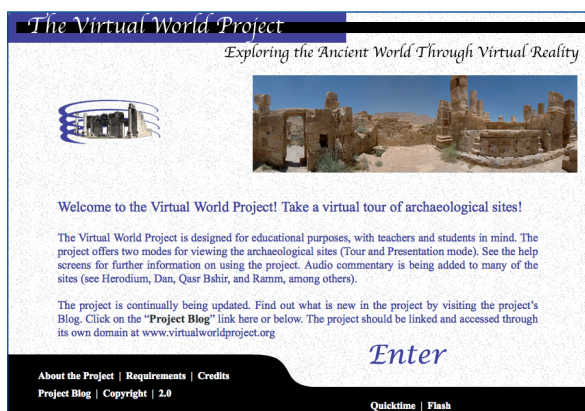 The Virtual World Project
Exploring the Ancient World Through Virtual Reality
Welcome to the Virtual World Project! Take a virtual tour of archaeological sites!
The Virtual World Project is designed for educational purposes, with teachers and students in mind. The
project offers two modes for viewing the archaeological sites (Tour and Presentation mode). See the help
screens for further information on using the project. Audio commentary is being added to many of the
sites (see Herodium, Dan, Qasr Bshir, and Ramm, among others).
The project is continually being updated. Find out what is new in the project by visiting the project's
Blog. Click on the “Project Blog” link here or below. The project should be linked and accessed through
its own domain at www.virtualworldproject.org
Enter
About the Project | Requirements | Credits
Project Blog | Copyright | 2.0
Quicktime | Flash